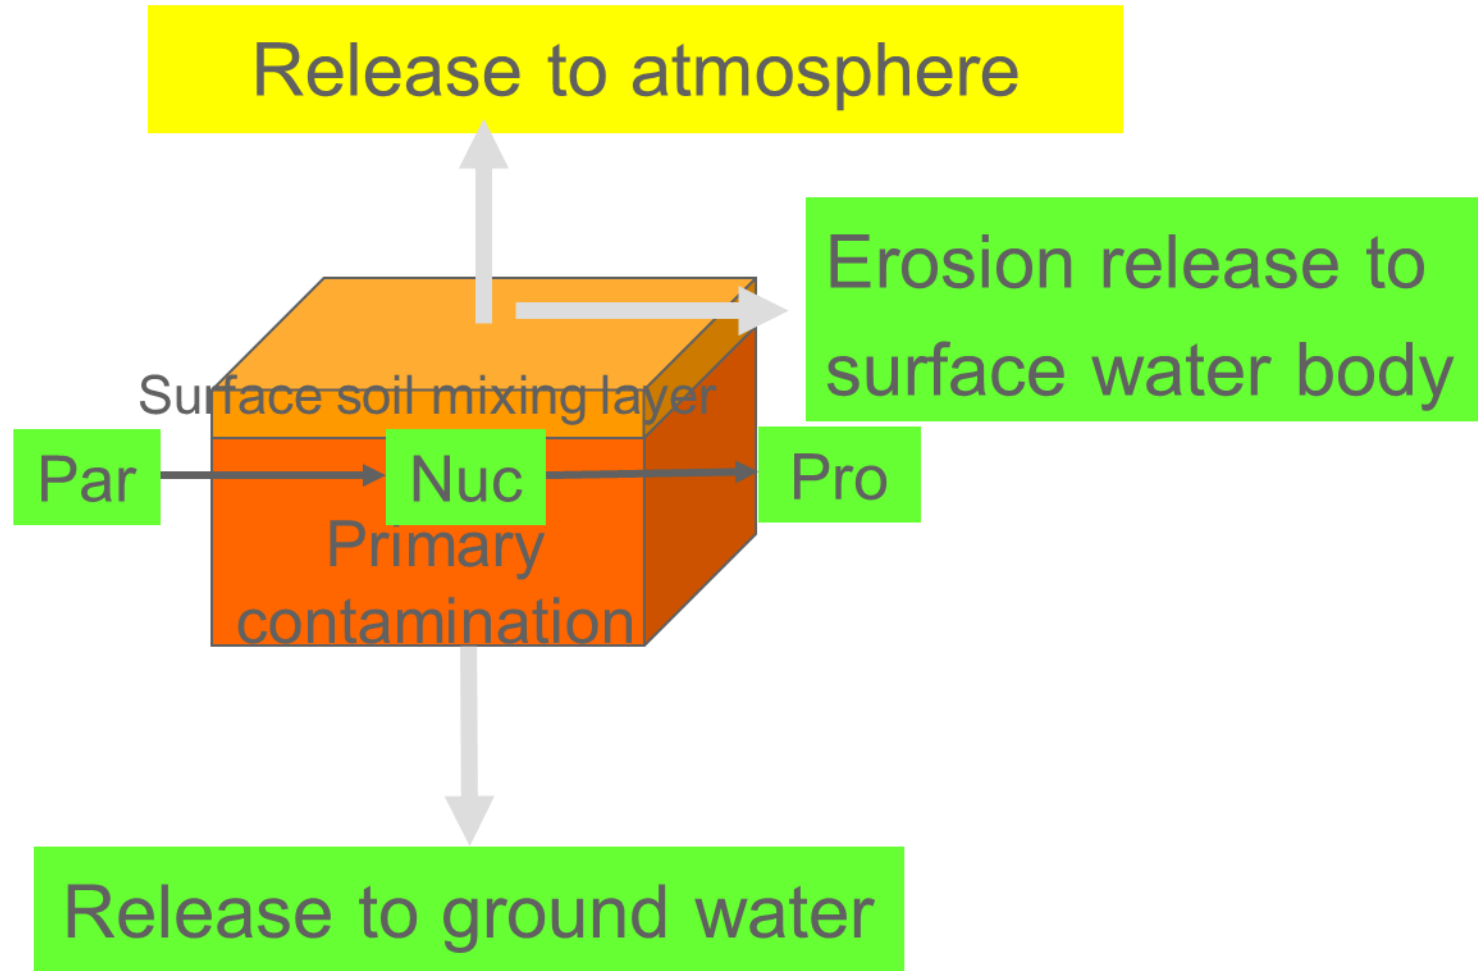 Release to atmosphere
Erosion release to
surface water body
Surface soil mixing layer
Par
Nuc
Pro
Primary
contamination
Release to ground water